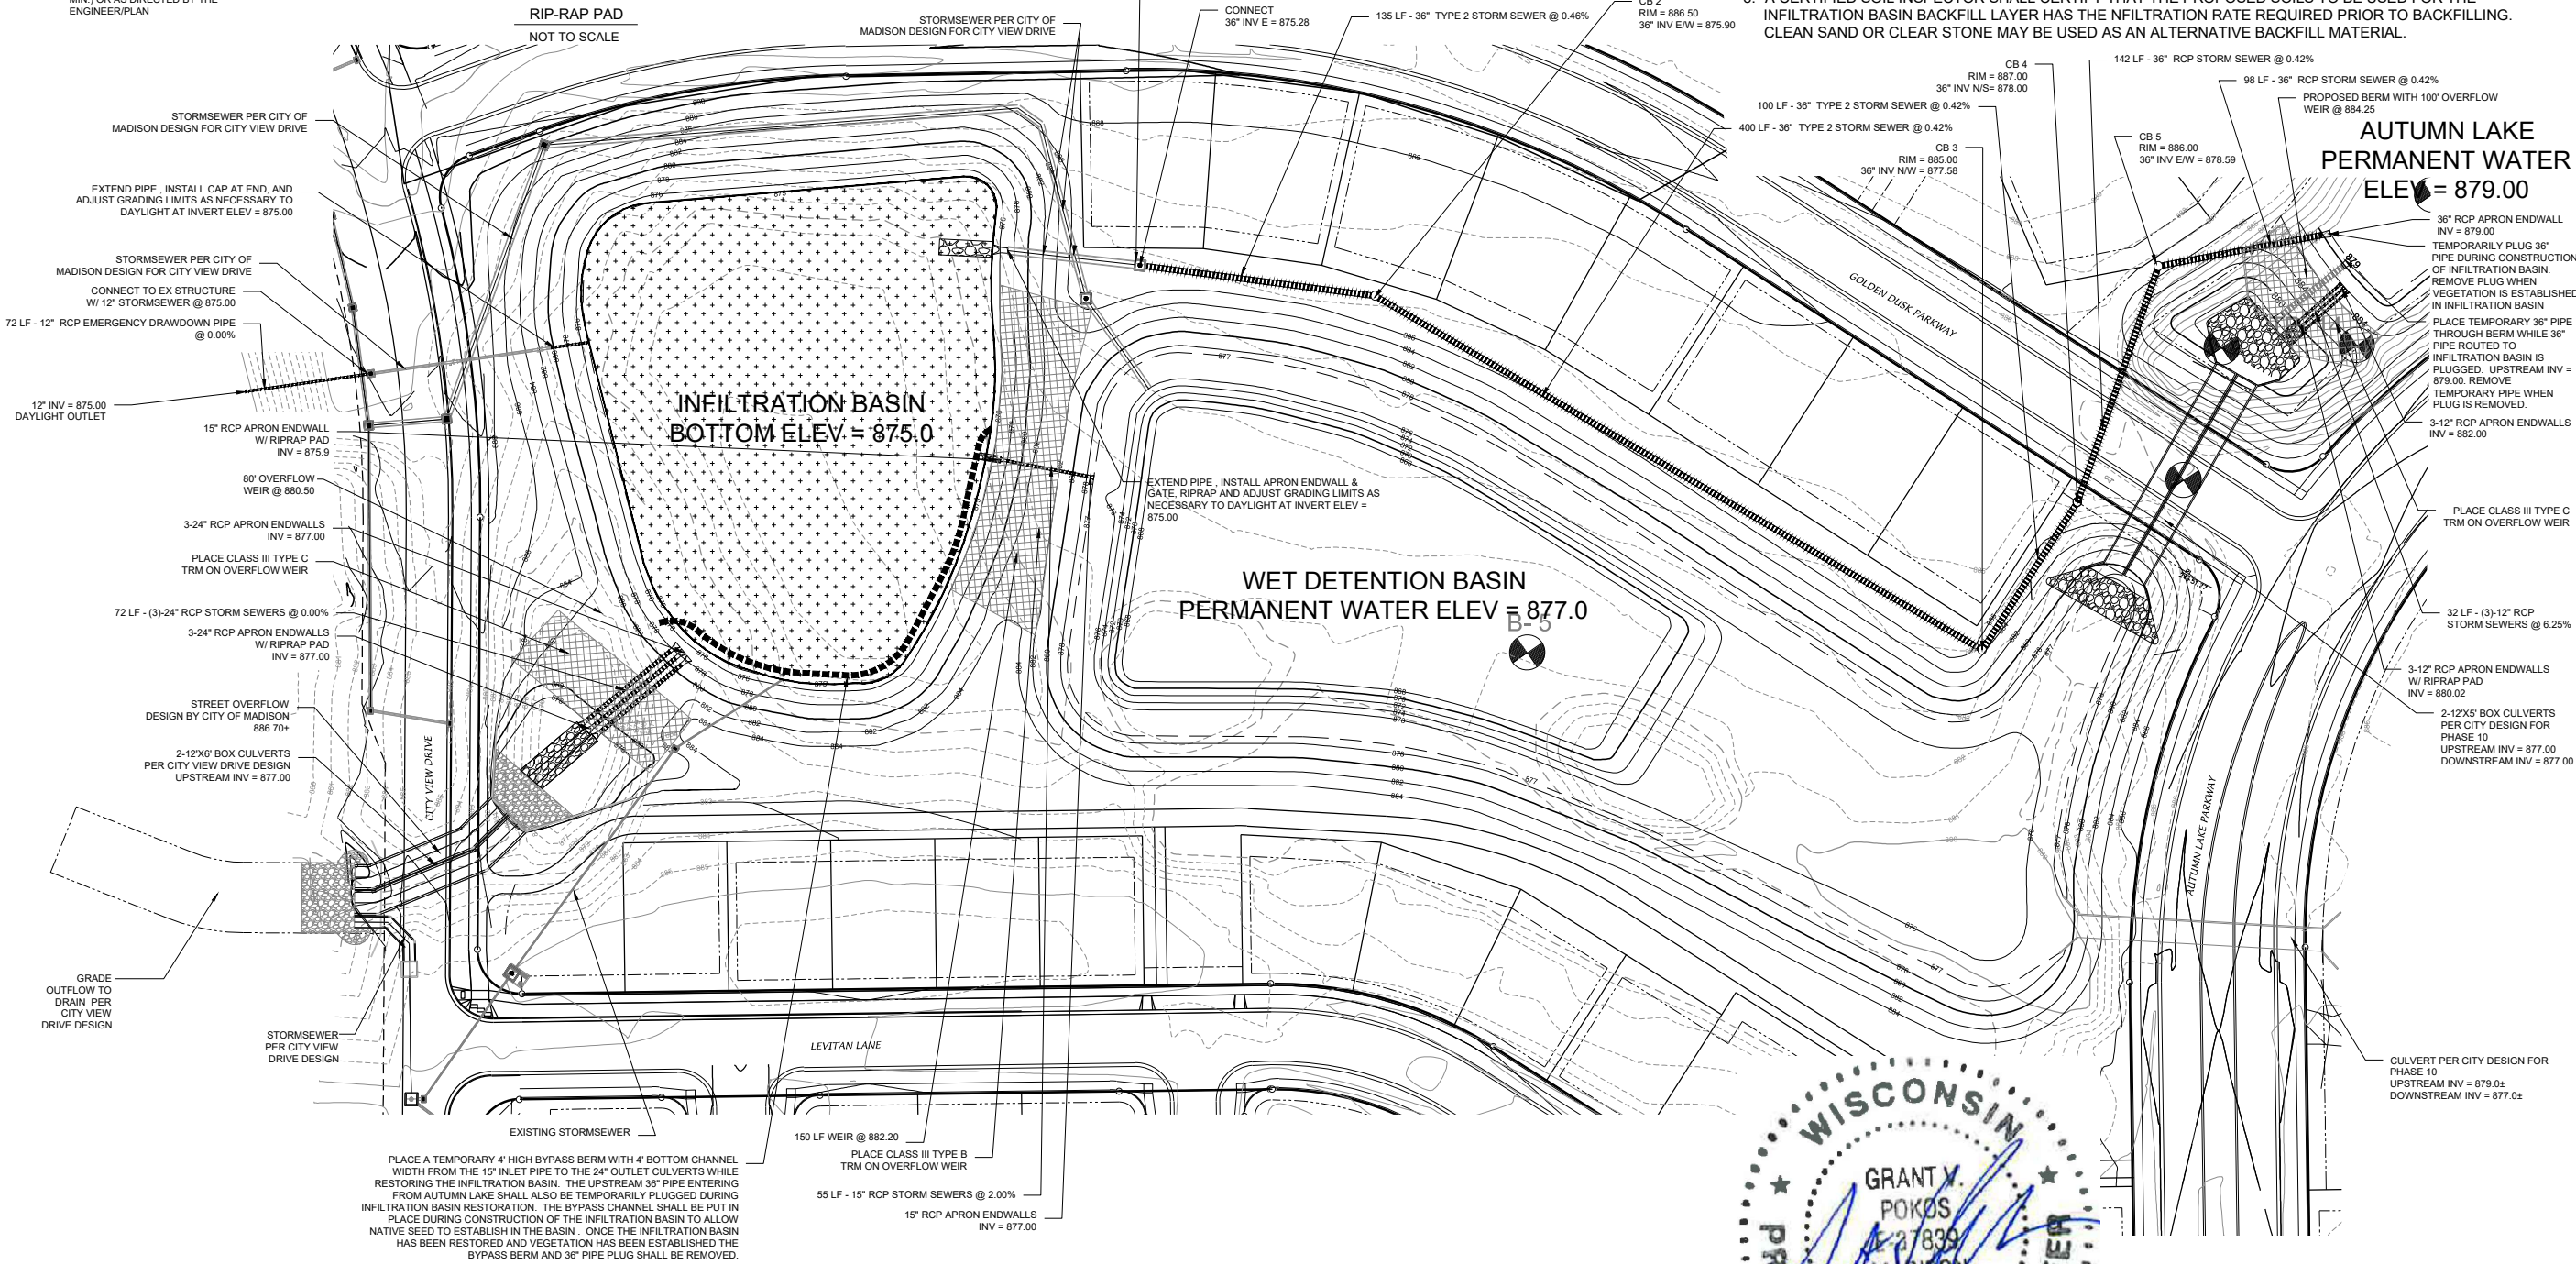 ENGINEER/PLAN
RIP-RAP PAD
NOT TO SCALE
STORMSEWER PER CITY OF
MADISON DESIGN FOR CITY VIEW DRIVE
CONNECT
36" INV E = 875.28
135 LF - 36" TYPE 2 STORM SEWER @ 0.46%
CB 2
RIM = 886.50
36" INV E/W = 875.90
INFILTRATION BASIN BACKFILL LAYER HAS THE NFILTRATION RATE REQUIRED PRIOR TO BACKFILLING.
CLEAN SAND OR CLEAR STONE MAY BE USED AS AN ALTERNATIVE BACKFILL MATERIAL.
CB 4
RIM = 887.00
36" INV N/S= 878.00
142 LF - 36" RCP STORM SEWER @ 0.42%
98 LF - 36" RCP STORM SEWER @ 0.42%
PROPOSED BERM WITH 100' OVERFLOW
WEIR @ 884.25
100 LF - 36" TYPE 2 STORM SEWER @ 0.42%
400 LF - 36" TYPE 2 STORM SEWER @ 0.42%
CB 3
RIM = 885.00
36" INV N/W = 877.58
CB 5
RIM = 886.00
36" INV E/W = 878.59
AUTUMN LAKE
PERMANENT WATER
ELEV = 879.00
STORMSEWER PER CITY OF
MADISON DESIGN FOR CITY VIEW DRIVE
EXTEND PIPE , INSTALL CAP AT END, AND
ADJUST GRADING LIMITS AS NECESSARY TO
DAYLIGHT AT INVERT ELEV = 875.00
STORMSEWER PER CITY OF
MADISON DESIGN FOR CITY VIEW DRIVE
CONNECT TO EX STRUCTURE
W/ 12" STORMSEWER @ 875.00
72 LF - 12" RCP EMERGENCY DRAWDOWN PIPE
@ 0.00%
12" INV = 875.00
DAYLIGHT OUTLET
15" RCP APRON ENDWALL
W/ RIPRAP PAD
INV = 875.9
80' OVERFLOW
WEIR @ 880.50
3-24" RCP APRON ENDWALLS
INV = 877.00
PLACE CLASS III TYPE C
TRM ON OVERFLOW WEIR
72 LF - (3)-24" RCP STORM SEWERS @ 0.00%
3-24" RCP APRON ENDWALLS
W/ RIPRAP PAD
INV = 877.00
STREET OVERFLOW
DESIGN BY CITY OF MADISON
886.70±
2-12'X6' BOX CULVERTS
PER CITY VIEW DRIVE DESIGN
UPSTREAM INV = 877.00
CITY VIEW DRIVE
GRADE
OUTFLOW TO
DRAIN PER
CITY VIEW
DRIVE DESIGN
STORMSEWER
PER CITY VIEW
DRIVE DESIGN
INFILTRATION BASIN
BOTTOM ELEV = 875.0
EXTEND PIPE , INSTALL APRON ENDWALL &
GATE, RIPRAP AND ADJUST GRADING LIMITS AS
NECESSARY TO DAYLIGHT AT INVERT ELEV =
875.00
WET DETENTION BASIN
PERMANENT WATER ELEV = 877.0
B- 5
GOLDEN DUSK PARKWAY
36" RCP APRON ENDWALL
INV = 879.00
TEMPORARILY PLUG 36"
PIPE DURING CONSTRUCTION
OF INFILTRATION BASIN.
REMOVE PLUG WHEN
VEGETATION IS ESTABLISHED
IN INFILTRATION BASIN
PLACE TEMPORARY 36" PIPE
THROUGH BERM WHILE 36"
PIPE ROUTED TO
INFILTRATION BASIN IS
PLUGGED. UPSTREAM INV =
879.00. REMOVE
TEMPORARY PIPE WHEN
PLUG IS REMOVED.
3-12" RCP APRON ENDWALLS
INV = 882.00
PLACE CLASS III TYPE C
TRM ON OVERFLOW WEIR
32 LF - (3)-12" RCP
STORM SEWERS @ 6.25%
3-12" RCP APRON ENDWALLS
W/ RIPRAP PAD
INV = 880.02
2-12'X5' BOX CULVERTS
PER CITY DESIGN FOR
PHASE 10
UPSTREAM INV = 877.00
DOWNSTREAM INV = 877.00
AUTUMN LAKE PARKWAY
CULVERT PER CITY DESIGN FOR
PHASE 10
UPSTREAM INV = 879.0±
DOWNSTREAM INV = 877.0±
LEVITAN LANE
EXISTING STORMSEWER
PLACE A TEMPORARY 4' HIGH BYPASS BERM WITH 4' BOTTOM CHANNEL
WIDTH FROM THE 15" INLET PIPE TO THE 24" OUTLET CULVERTS WHILE
RESTORING THE INFILTRATION BASIN. THE UPSTREAM 36" PIPE ENTERING
FROM AUTUMN LAKE SHALL ALSO BE TEMPORARILY PLUGGED DURING
INFILTRATION BASIN RESTORATION. THE BYPASS CHANNEL SHALL BE PUT IN
PLACE DURING CONSTRUCTION OF THE INFILTRATION BASIN TO ALLOW
NATIVE SEED TO ESTABLISH IN THE BASIN . ONCE THE INFILTRATION BASIN
HAS BEEN RESTORED AND VEGETATION HAS BEEN ESTABLISHED THE
BYPASS BERM AND 36" PIPE PLUG SHALL BE REMOVED.
150 LF WEIR @ 882.20
PLACE CLASS III TYPE B
TRM ON OVERFLOW WEIR
55 LF - 15" RCP STORM SEWERS @ 2.00%
15" RCP APRON ENDWALLS
INV = 877.00
WISCONSIN
GRANT V.
POKOS